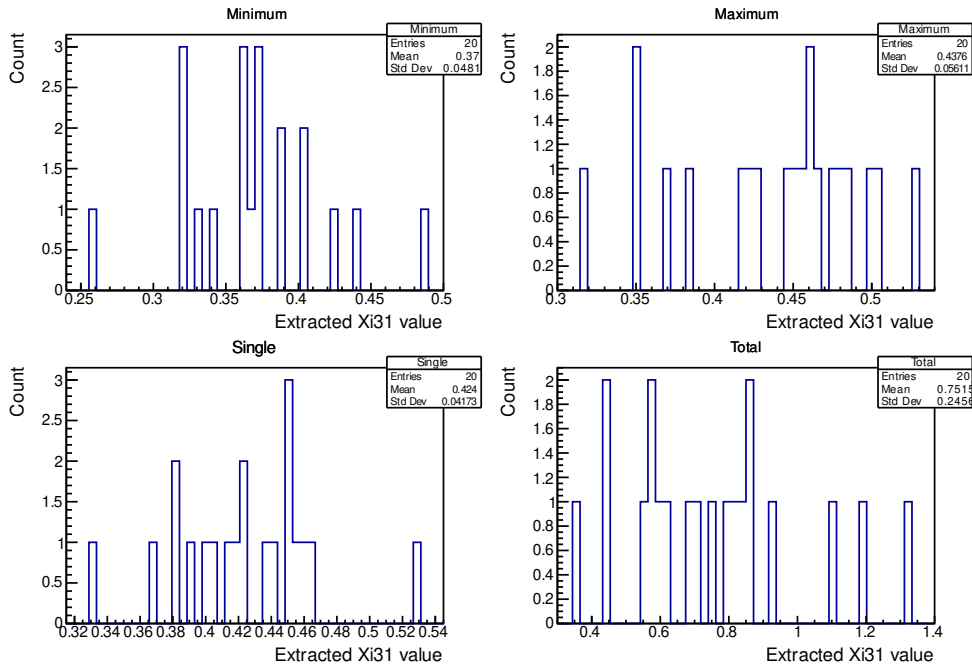 Minimum
Minimum
Entries 20
Mean 0.37
Std Dev 0.0481
Count
3
2.5
2
1.5
1
0.5
0
0.25 0.3 0.35 0.4 0.45 0.5
Extracted Xi31 value
Maximum
Maximum
Entries 20
Mean 0.4376
Std Dev 0.05611
Count
2
1.8
1.6
1.4
1.2
1
0.8
0.6
0.4
0.2
0
0.3 0.35 0.4 0.45 0.5
Extracted Xi31 value
Single
Single
Entries 20
Mean 0.424
Std Dev 0.04173
Count
3
2.5
2
1.5
1
0.5
0
0.32 0.34 0.36 0.38 0.4 0.42 0.44 0.46 0.48 0.5 0.52 0.54
Extracted Xi31 value
Total
Total
Entries 20
Mean 0.7515
Std Dev 0.2456
Count
2
1.8
1.6
1.4
1.2
1
0.8
0.6
0.4
0.2
0
0.4 0.6 0.8 1 1.2 1.4
Extracted Xi31 value